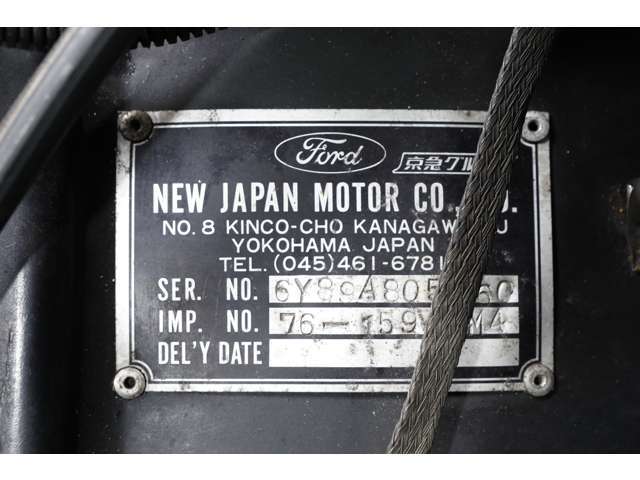 Ford 京急グル
NEW JAPAN MOTOR CO.,
NO. 8 KINCO-CHO
YOKOHAMA JAPAN
TEL. (045)461-6781
SER. NO.
IMP. NO.
DEL'Y DATE